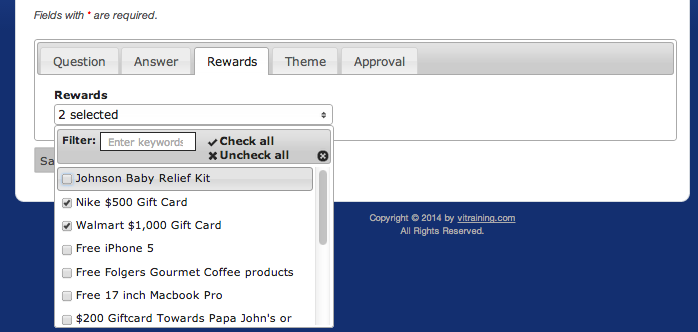 Fields with * are required.
Question Answer Rewards Theme Approval
Rewards
2 selected
Filter: Enter keywords Check all
Uncheck all
Sa
Johnson Baby Relief Kit
Nike $500 Gift Card
Walmart $1,000 Gift Card
Free iPhone 5
Free Folgers Gourmet Coffee products
Free 17 inch Macbook Pro
$200 Giftcard Towards Papa John's or
Copyright © 2014 by vitraining.com
All Rights Reserved.